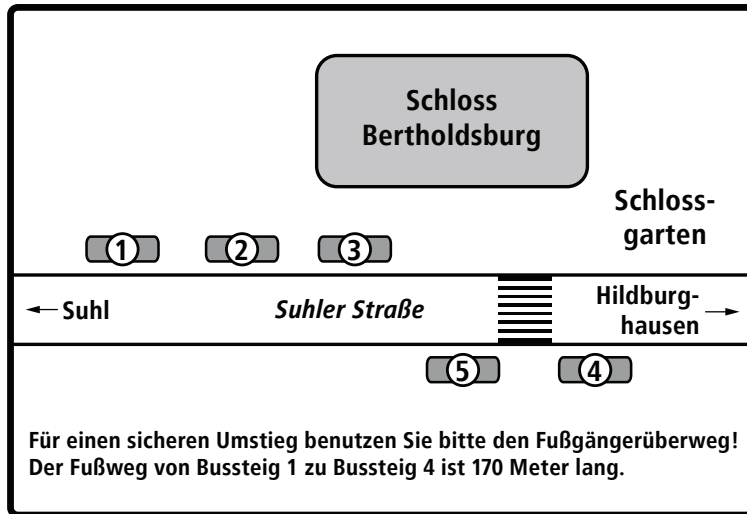 Schloss
Bertholdsburg
Schloss-
garten
1 2 3
← Suhl
Suhler Straße
Hildburg-
hausen →
5 4
Für einen sicheren Umstieg benutzen Sie bitte den Fußgängerüberweg!
Der Fußweg von Bussteig 1 zu Bussteig 4 ist 170 Meter lang.